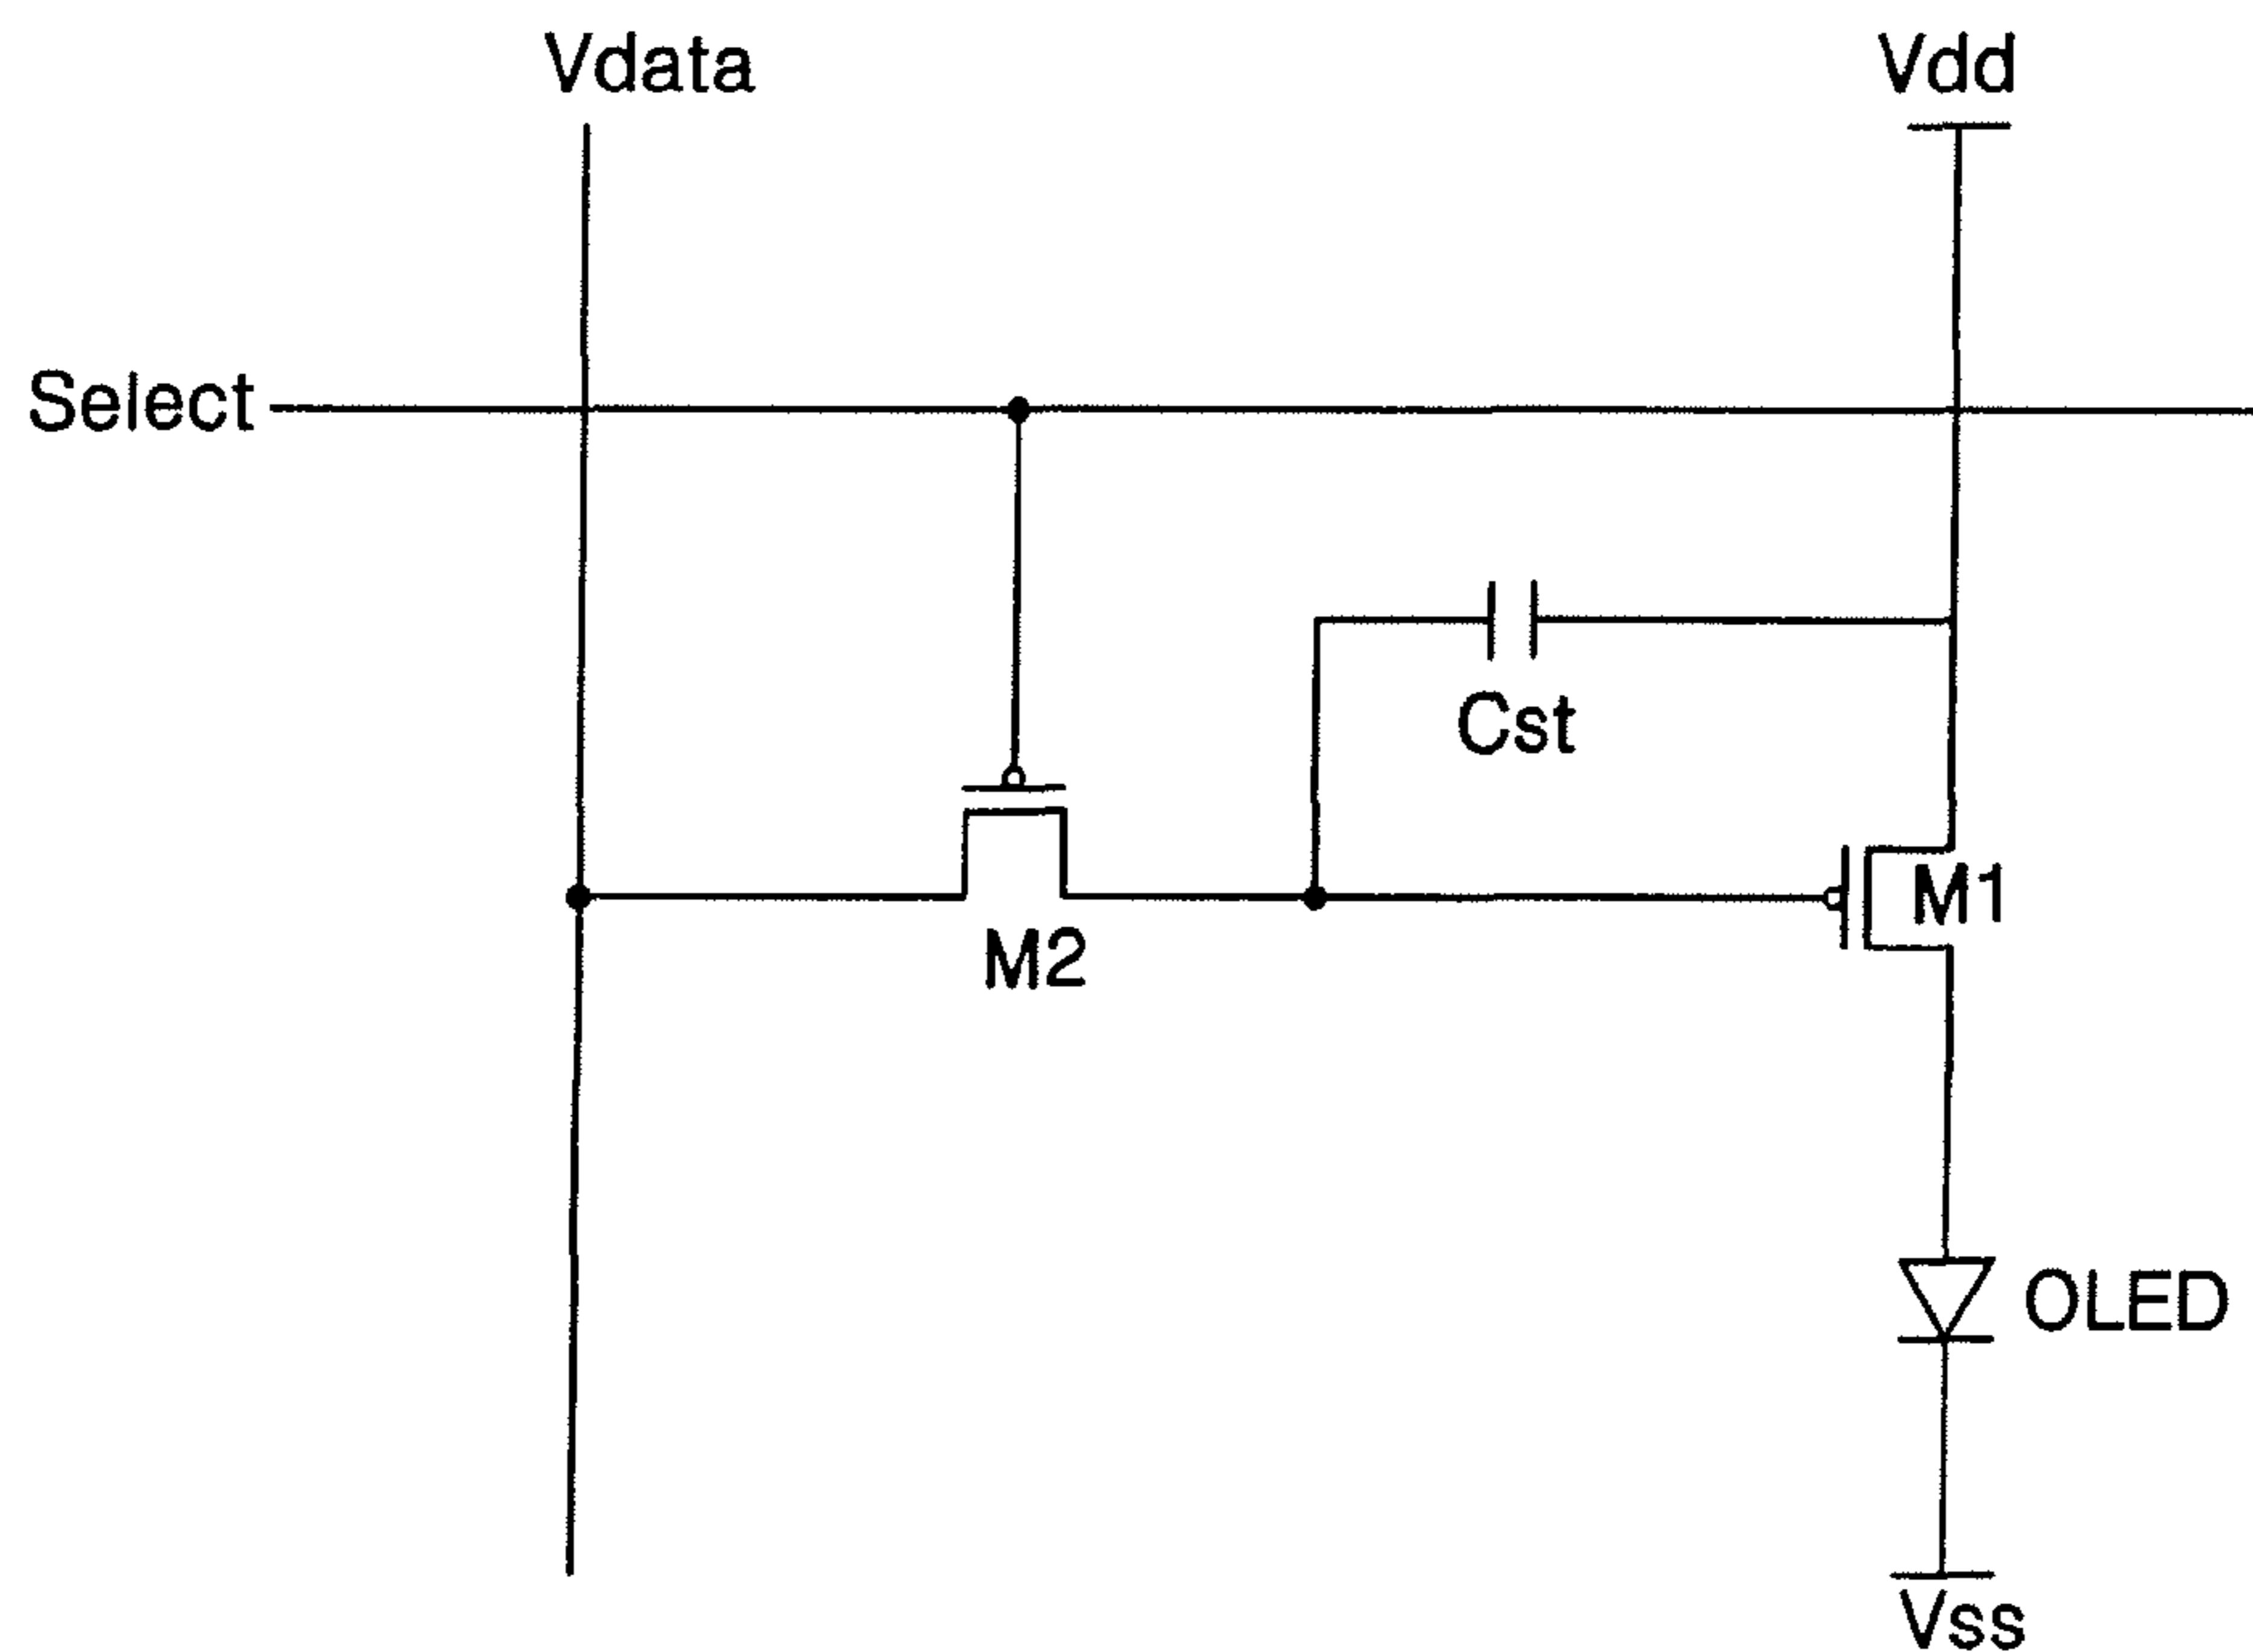 Vdata
Vdd
Select
Cst
M1
M2
OLED
Vss